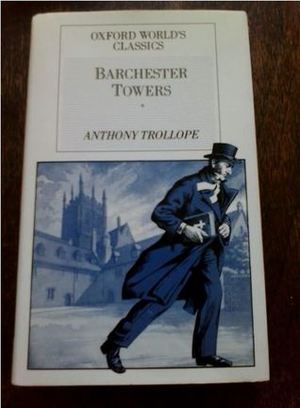 OXFORD WORLD'S
CLASSICS
BARCHESTER
TOWERS
ANTHONY TROLLOPE